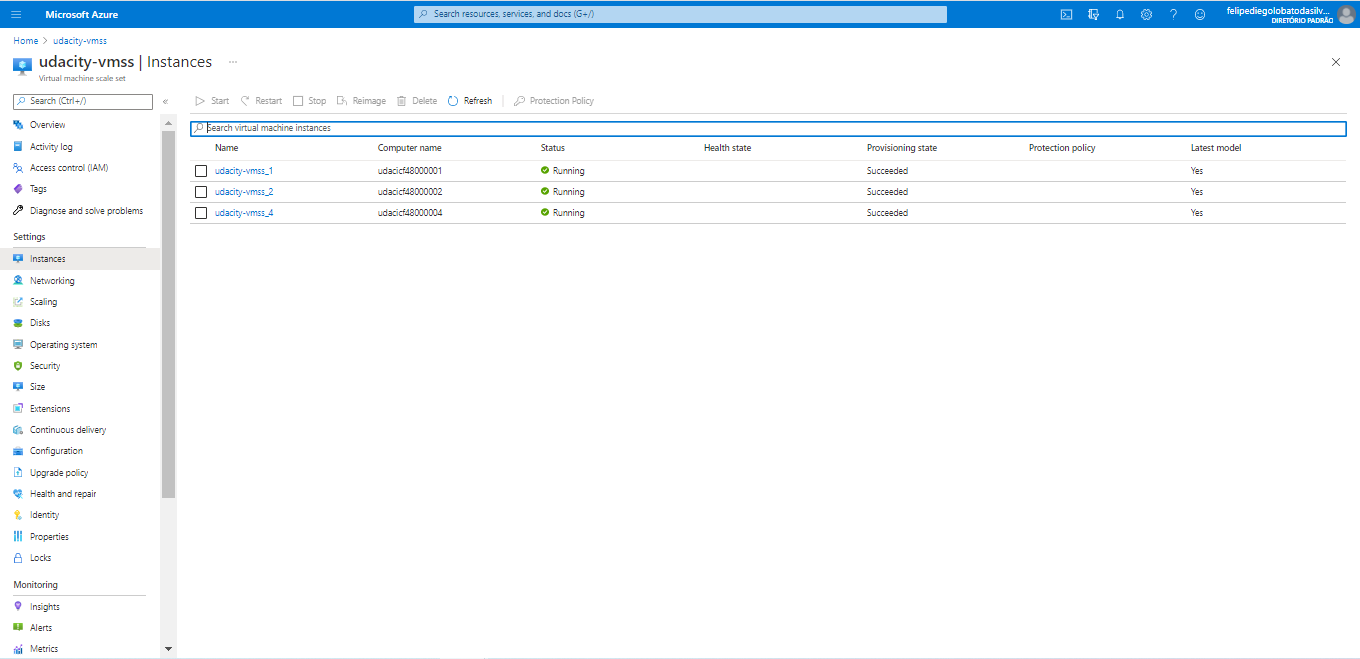 Microsoft Azure
Search resources, services, and docs (G+/)
felipediegolobatodasilv...
DIRETÓRIO PADRÃO
Home > udacity-vmss
udacity-vmss | Instances ...
Virtual machine scale set
Search (Ctrl+/)
«
Overview
Activity log
Access control (IAM)
Tags
Diagnose and solve problems
Settings
Instances
Networking
Scaling
Disks
Operating system
Security
Size
Extensions
Continuous delivery
Configuration
Upgrade policy
Health and repair
Identity
Properties
Locks
Monitoring
Insights
Alerts
Metrics
Start Restart Stop Reimage Delete Refresh Protection Policy
Search virtual machine instances
Name Computer name Status Health state Provisioning state Protection policy Latest model
udacity-vmss_1 udacicf48000001 Running Succeeded Yes
udacity-vmss_2 udacicf48000002 Running Succeeded Yes
udacity-vmss_4 udacicf48000004 Running Succeeded Yes